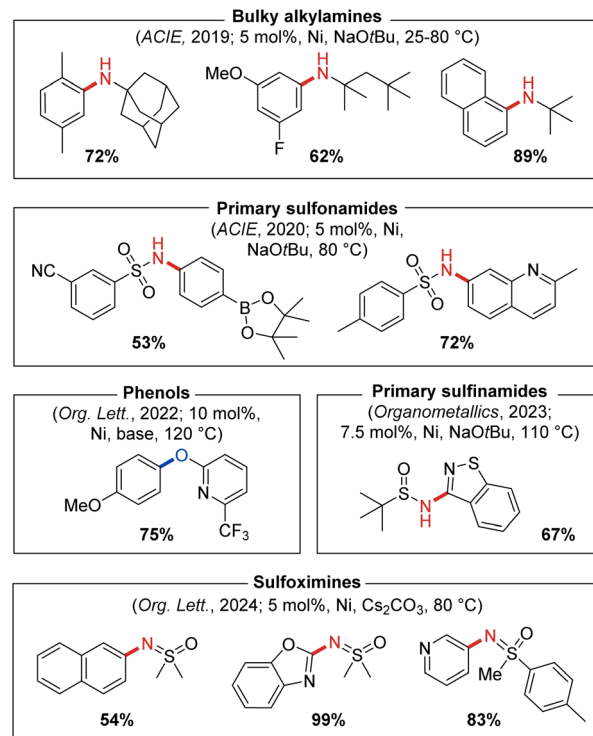 Bulky alkylamines
(ACIE, 2019; 5 mol%, Ni, NaOtBu, 25-80 °C)
H
N
72%
MeO
H
N
F
62%
H
N
89%
Primary sulfonamides
(ACIE, 2020; 5 mol%, Ni,
NaOtBu, 80 °C)
NC
O
S
O
H
N
B
O
O
53%
O
S
O
H
N
N
72%
Phenols
(Org. Lett., 2022; 10 mol%,
Ni, base, 120 °C)
MeO
O
N
CF3
75%
Primary sulfinamides
(Organometallics, 2023;
7.5 mol%, Ni, NaOtBu, 110 °C)
O
S
N
H
N
S
67%
Sulfoximines
(Org. Lett., 2024; 5 mol%, Ni, Cs2CO3, 80 °C)
N
S
O
54%
O
N
N
S
O
99%
N
N
S
O
Me
83%